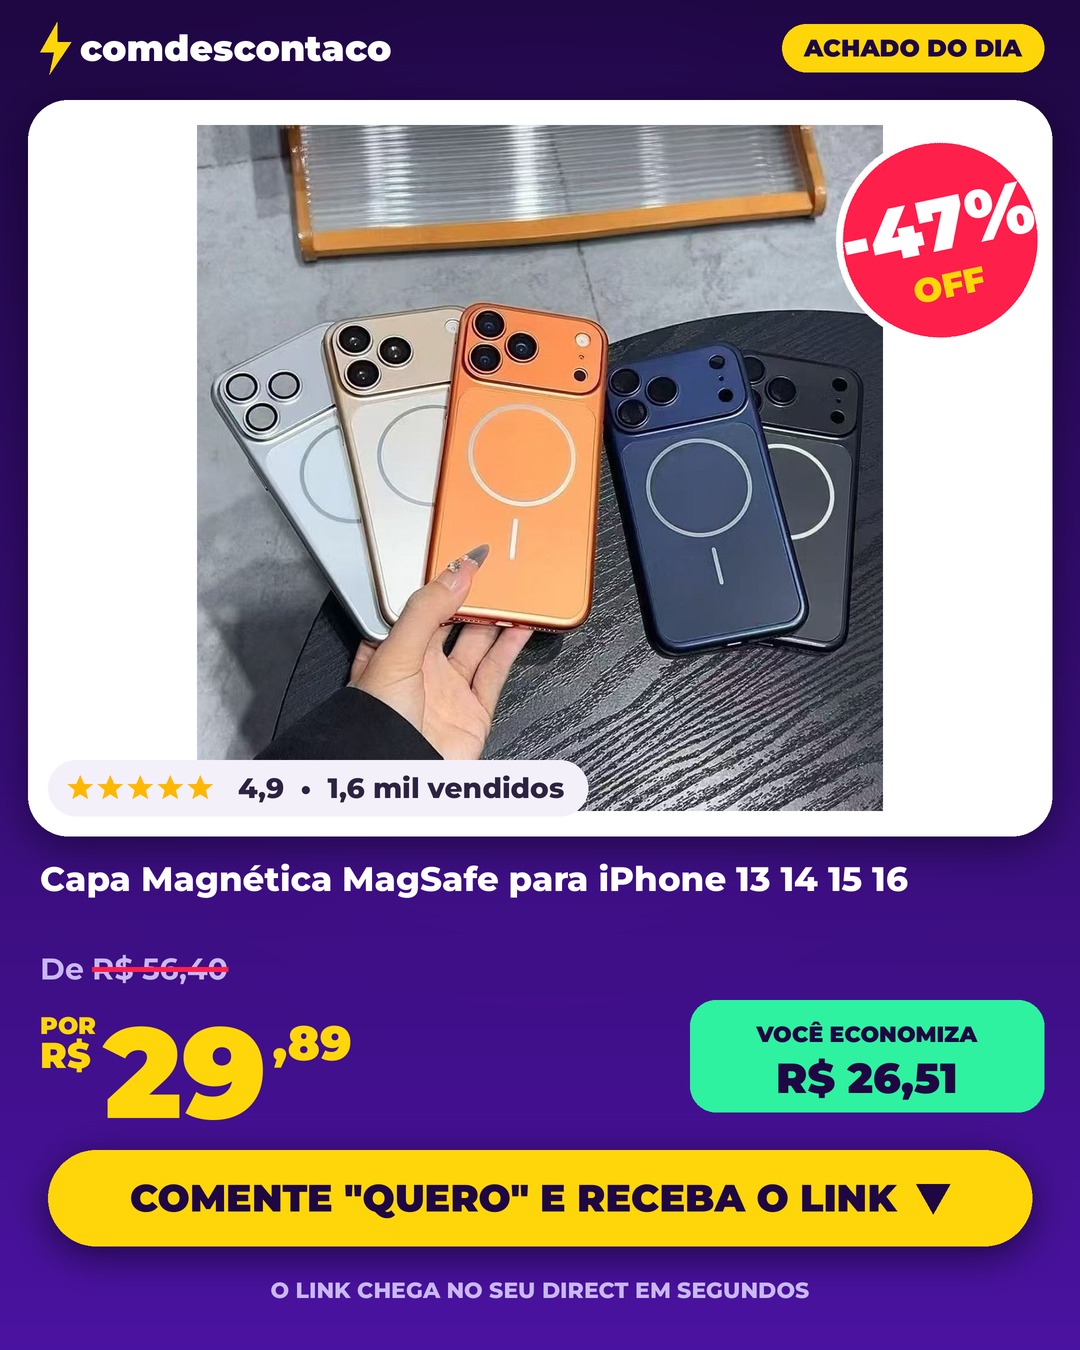 comdescontaco
ACHADO DO DIA
-47%
OFF
4,9 • 1,6 mil vendidos
Capa Magnética MagSafe para iPhone 13 14 15 16
De R$ 56,40
POR
R$ 29,89
VOCÊ ECONOMIZA
R$ 26,51
COMENTE "QUERO" E RECEBA O LINK ▼
O LINK CHEGA NO SEU DIRECT EM SEGUNDOS